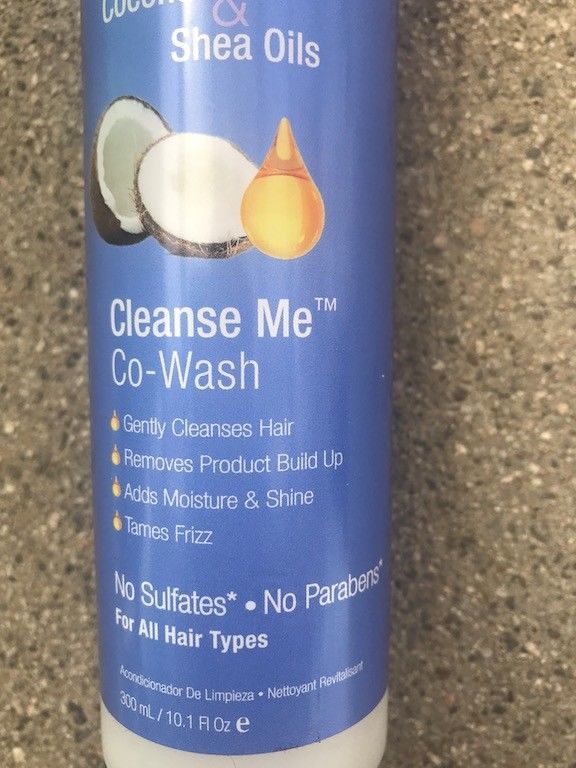 &
Shea Oils
Cleanse Me™
Co-Wash
Gently Cleanses Hair
Removes Product Build Up
Adds Moisture & Shine
Tames Frizz
No Sulfates* • No Parabens*
For All Hair Types
Acondicionador De Limpieza • Nettoyant Revitalisant
300 mL / 10.1 Fl Oz e